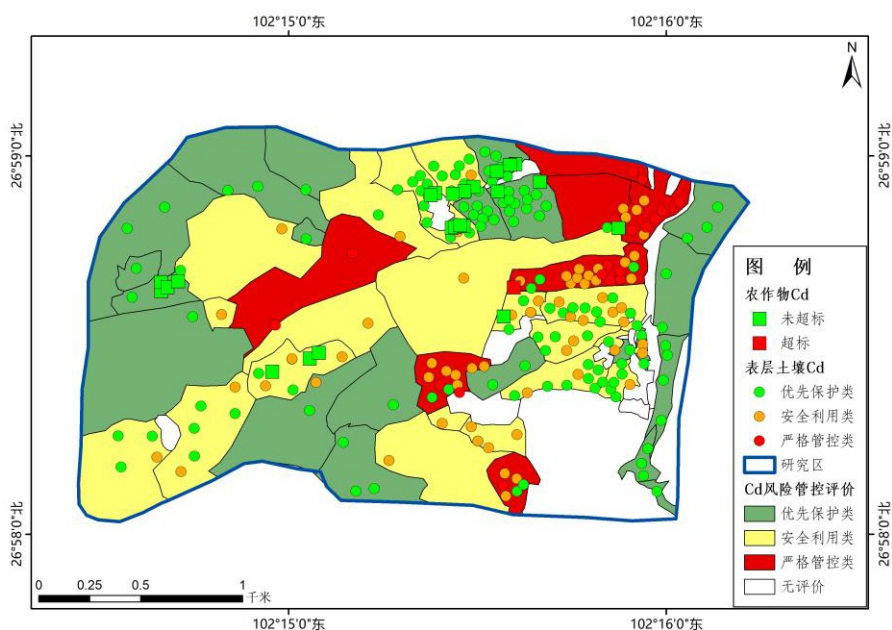 102°15'0"东
102°16'0"东
N
26°59'0"北
26°59'0"北
图 例
农作物Cd
未超标
超标
表层土壤Cd
优先保护类
安全利用类
严格管控类
研究区
Cd风险管控评价
优先保护类
安全利用类
严格管控类
无评价
26°58'0"北
26°58'0"北
0 0.25 0.5 1
千米
102°15'0"东
102°16'0"东